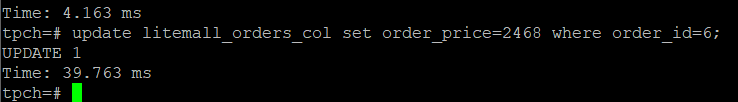 Time: 4.163 ms
tpch=# update litemall_orders_col set order_price=2468 where order_id=6;
UPDATE 1
Time: 39.763 ms
tpch=#